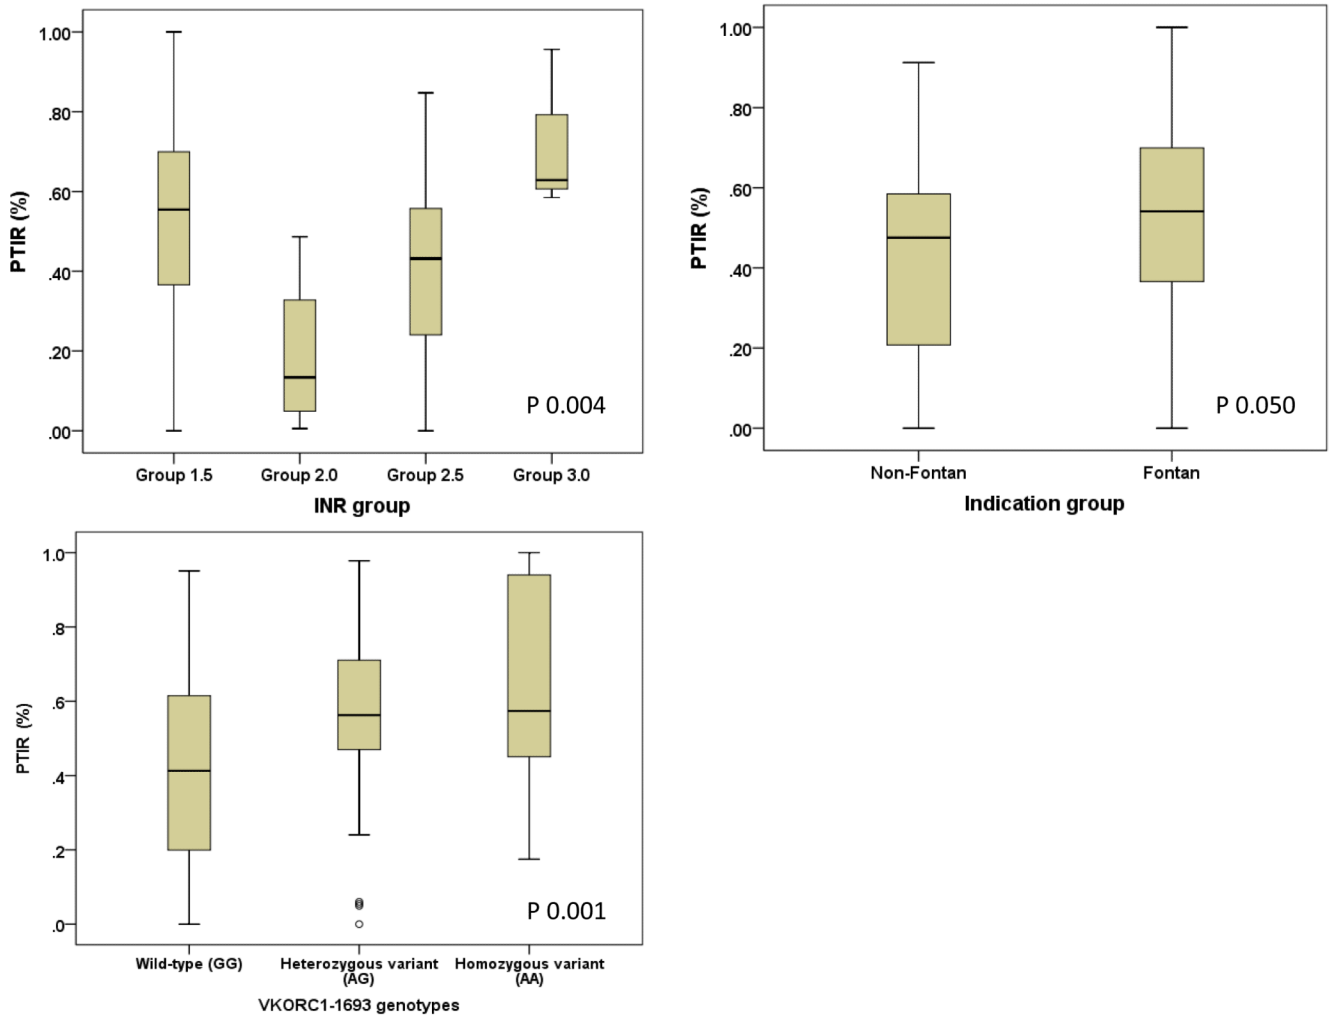 1.00
.80
.60
.40
.20
.00
PTIR (%)
P 0.004
Group 1.5 Group 2.0 Group 2.5 Group 3.0
INR group
1.00
.80
.60
.40
.20
.00
PTIR (%)
P 0.050
Non-Fontan Fontan
Indication group
1.0
.8
.6
.4
.2
.0
PTIR (%)
P 0.001
Wild-type (GG) Heterozygous variant Homozygous variant
(AG) (AA)
VKORC1-1693 genotypes